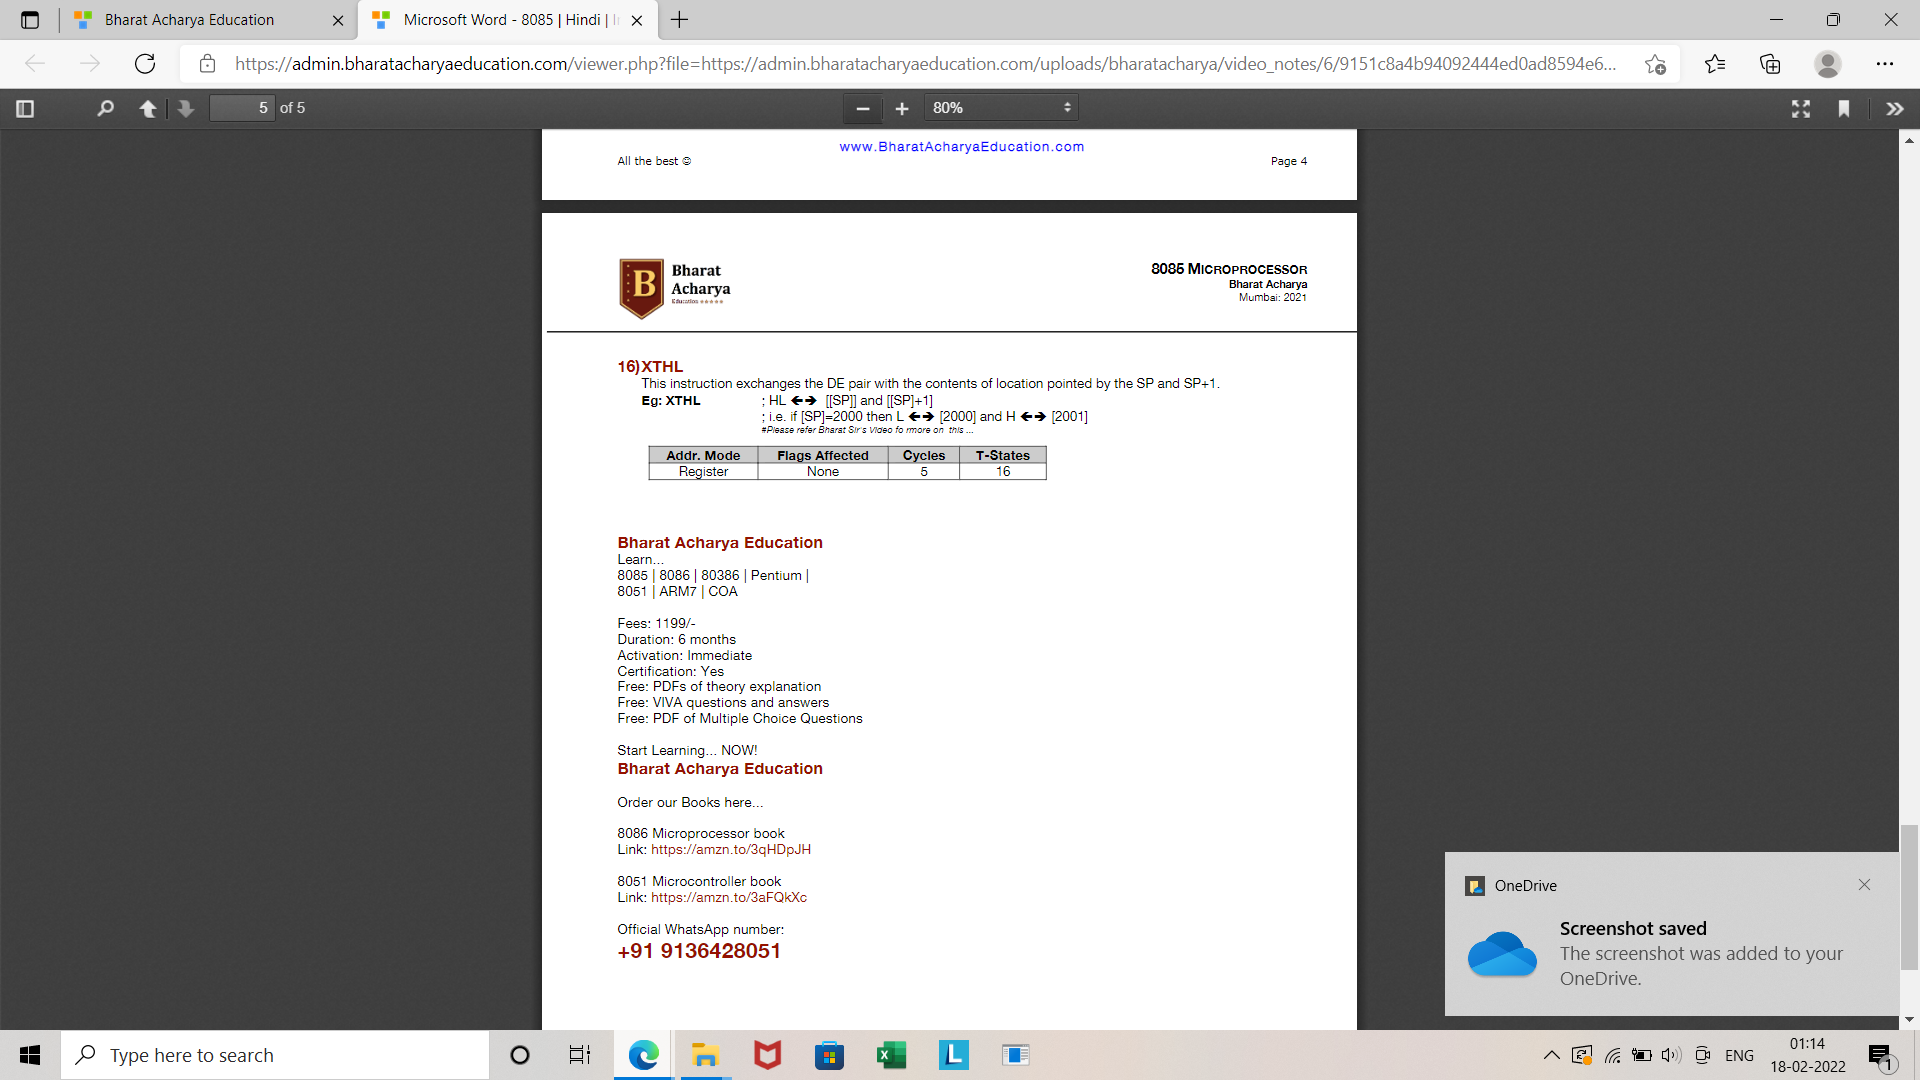 Bharat Acharya Education
Microsoft Word - 8085 | Hindi |
https://admin.bharatacharyaeducation.com/viewer.php?file=https://admin.bharatacharyaeducation.com/uploads/bharatacharya/video_notes/6/9151c8a4b94092444ed0ad8594e6...
5 of 5
80%
www.BharatAcharyaEducation.com
All the best ☺
Page 4
B
Bharat
Acharya
Education
8085 MICROPROCESSOR
Bharat Acharya
Mumbai: 2021
16)XTHL
This instruction exchanges the DE pair with the contents of location pointed by the SP and SP+1.
Eg: XTHL ; HL ←→ [[SP]] and [[SP]+1]
; i.e. if [SP]=2000 then L ←→ [2000] and H ←→ [2001]
#Please refer Bharat Sir's Video fo rmore on this ...
Addr. Mode Flags Affected Cycles T-States
Register None 5 16
Bharat Acharya Education
Learn...
8085 | 8086 | 80386 | Pentium |
8051 | ARM7 | COA
Fees: 1199/-
Duration: 6 months
Activation: Immediate
Certification: Yes
Free: PDFs of theory explanation
Free: VIVA questions and answers
Free: PDF of Multiple Choice Questions
Start Learning... NOW!
Bharat Acharya Education
Order our Books here...
8086 Microprocessor book
Link: https://amzn.to/3qHDpJH
8051 Microcontroller book
Link: https://amzn.to/3aFQkXc
Official WhatsApp number:
+91 9136428051
OneDrive
Screenshot saved
The screenshot was added to your
OneDrive.
Type here to search
L
ENG
01:14
18-02-2022
1